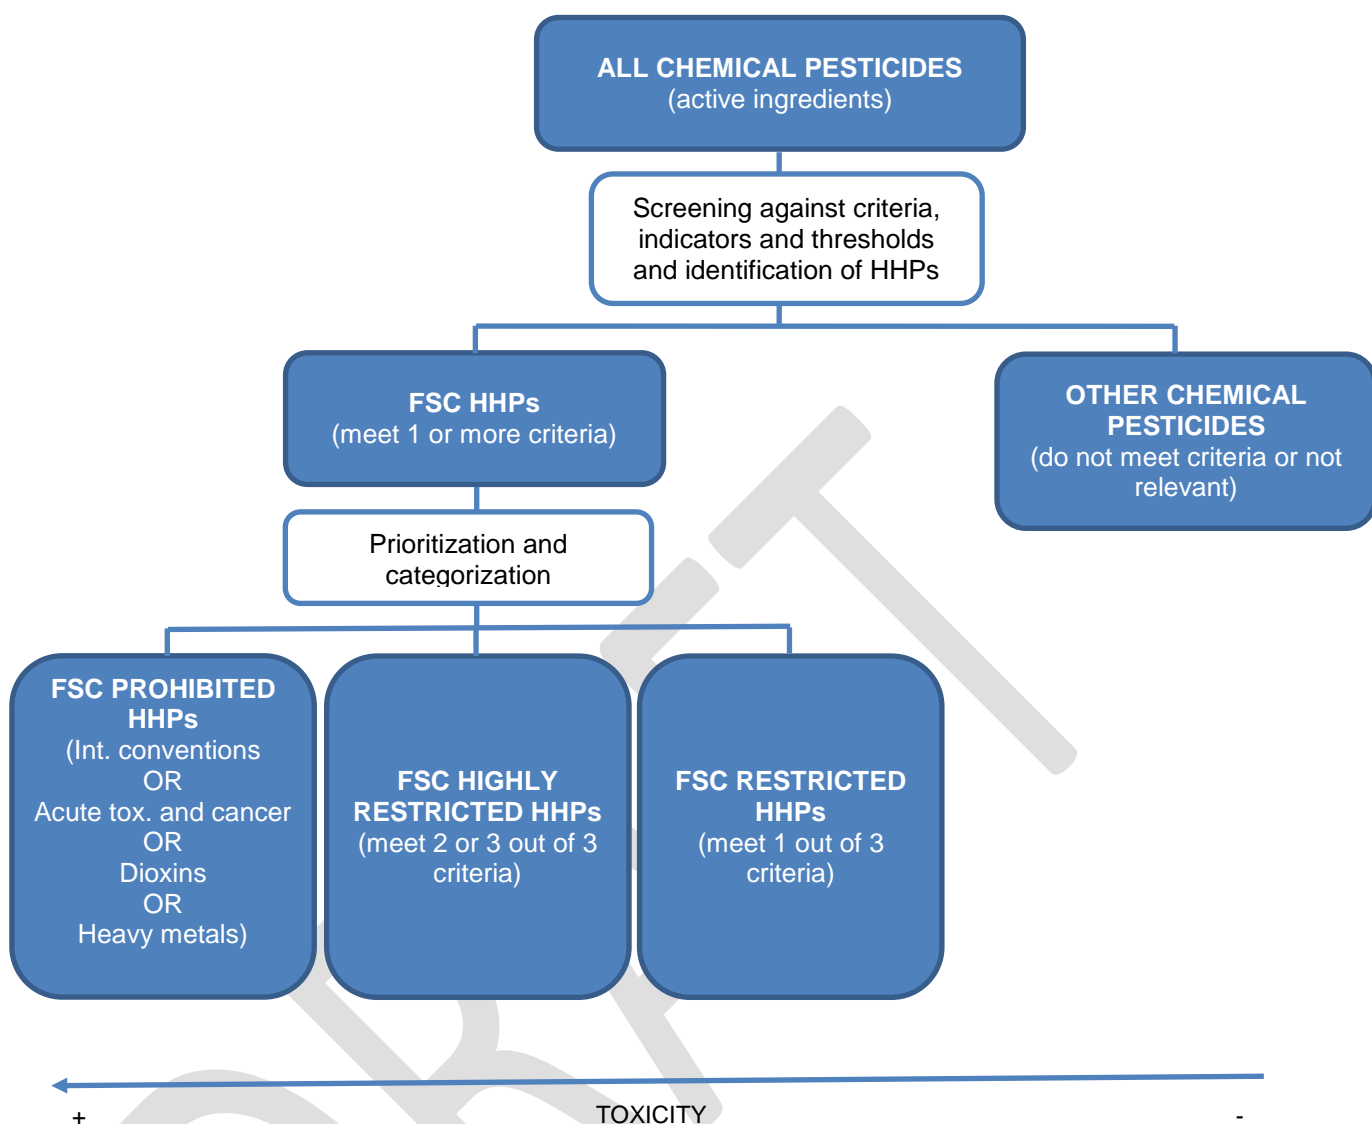 ALL CHEMICAL PESTICIDES
(active ingredients)
Screening against criteria,
indicators and thresholds
and identification of HHPs
FSC HHPs
(meet 1 or more criteria)
OTHER CHEMICAL
PESTICIDES
(do not meet criteria or not
relevant)
Prioritization and
categorization
FSC PROHIBITED
HHPs
(Int. conventions
OR
Acute tox. and cancer
OR
Dioxins
OR
Heavy metals)
FSC HIGHLY
RESTRICTED HHPs
(meet 2 or 3 out of 3
criteria)
FSC RESTRICTED
HHPs
(meet 1 out of 3
criteria)
+ TOXICITY -
DRAFT